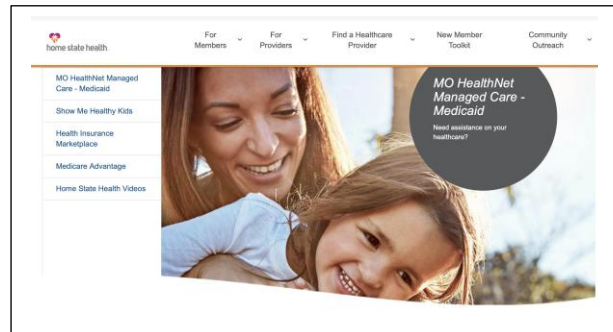 home state health.
For
Members
For
Providers
Find a Healthcare
Provider
New Member
Toolkit
Community
Outreach
MO HealthNet Managed
Care - Medicaid
Show Me Healthy Kids
Health Insurance
Marketplace
Medicare Advantage
Home State Health Videos
MO HealthNet
Managed Care -
Medicaid
Need assistance on your
healthcare?